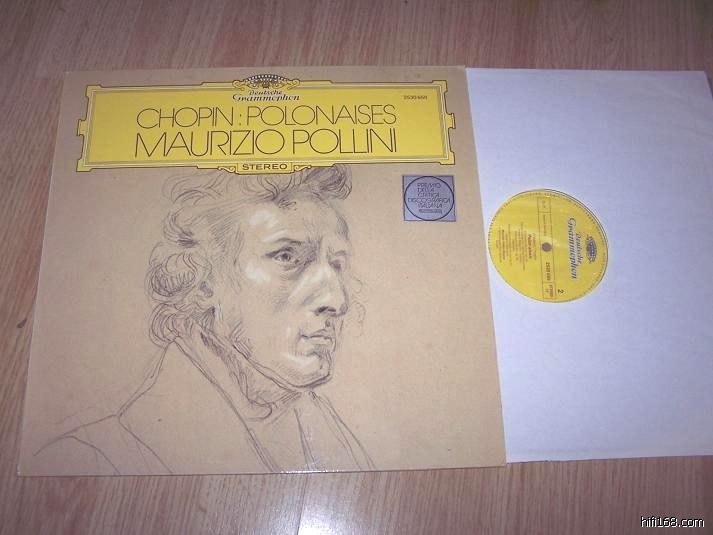 Deutsche
Grammophon
2530 659
CHOPIN: POLONAISES
MAURIZIO POLLINI
STEREO
PREMIO
DELLA
CRITICA
DISCOGRAFICA
ITALIANA
Deutsche
Grammophon
2
hifi168.com